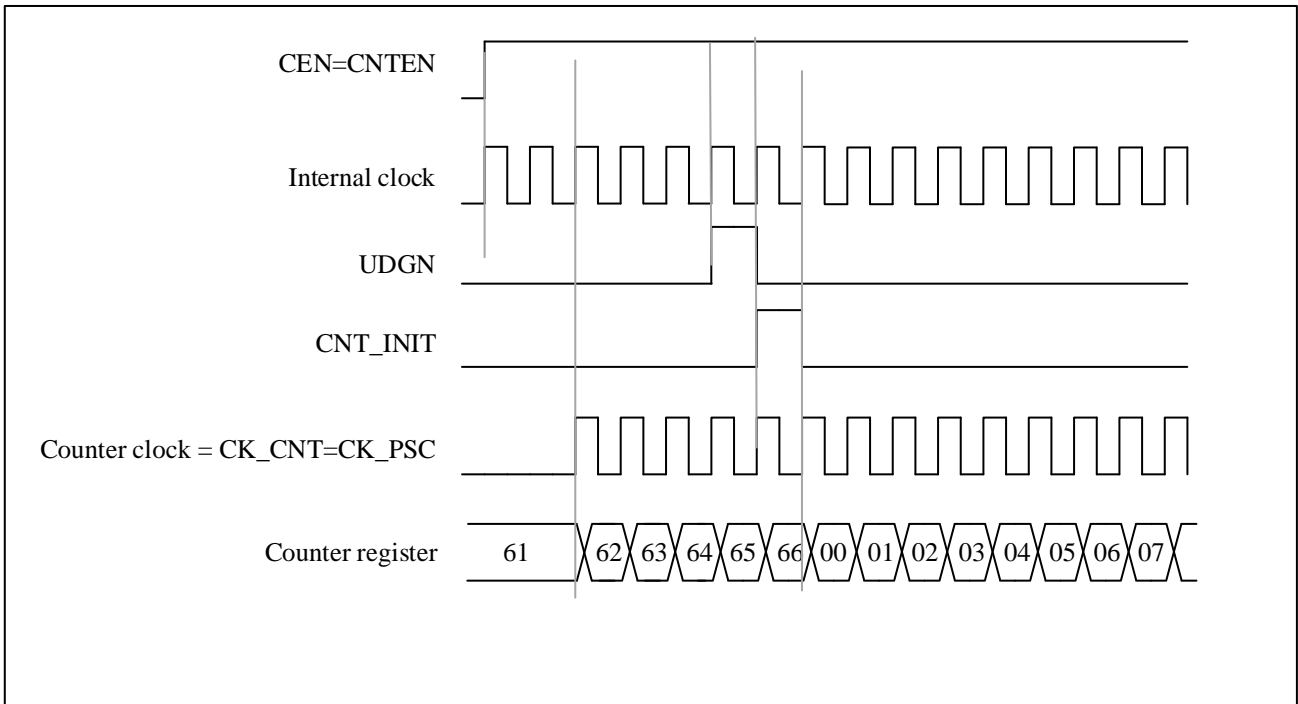 CEN=CNTEN
Internal clock
UDGN
CNT_INIT
Counter clock = CK_CNT=CK_PSC
Counter register 61 62 63 64 65 66 00 01 02 03 04 05 06 07